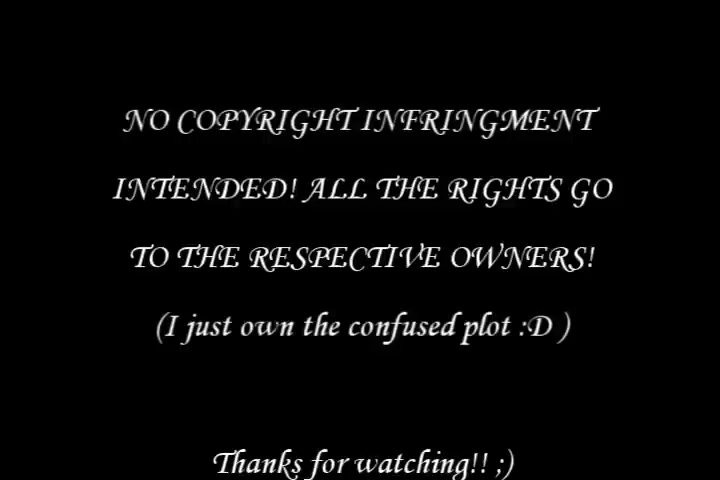 NO COPYRIGHT INFRINGMENT
INTENDED! ALL THE RIGHTS GO
TO THE RESPECTIVE OWNERS!
(I just own the confused plot :D )
Thanks for watching!! ;)